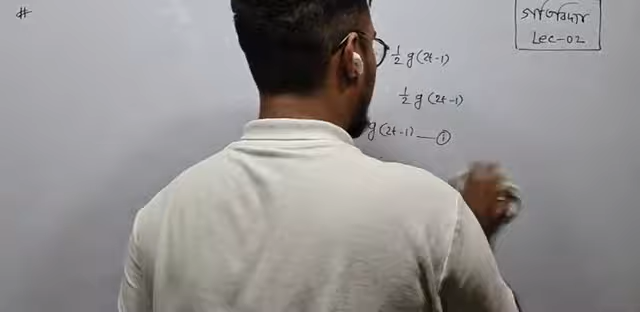 #
গতিবিদ্যা
Lec-02
1/2 g(2t-1)
1/2 g(2t-1)
g(2t-1) — ①